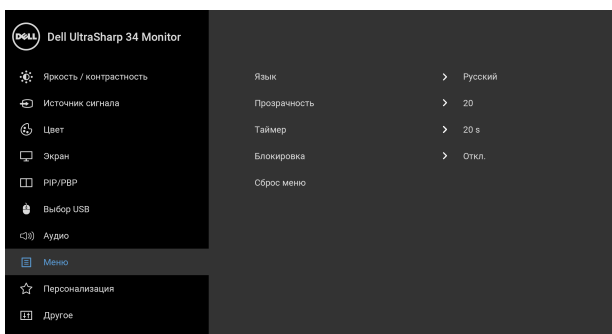 DELL Dell UltraSharp 34 Monitor
Яркость / контрастность
Язык
Русский
Источник сигнала
Прозрачность
20
Цвет
Таймер
20 s
Экран
Блокировка
Откл.
PIP/PBP
Сброс меню
Выбор USB
Аудио
Меню
Персонализация
Другое